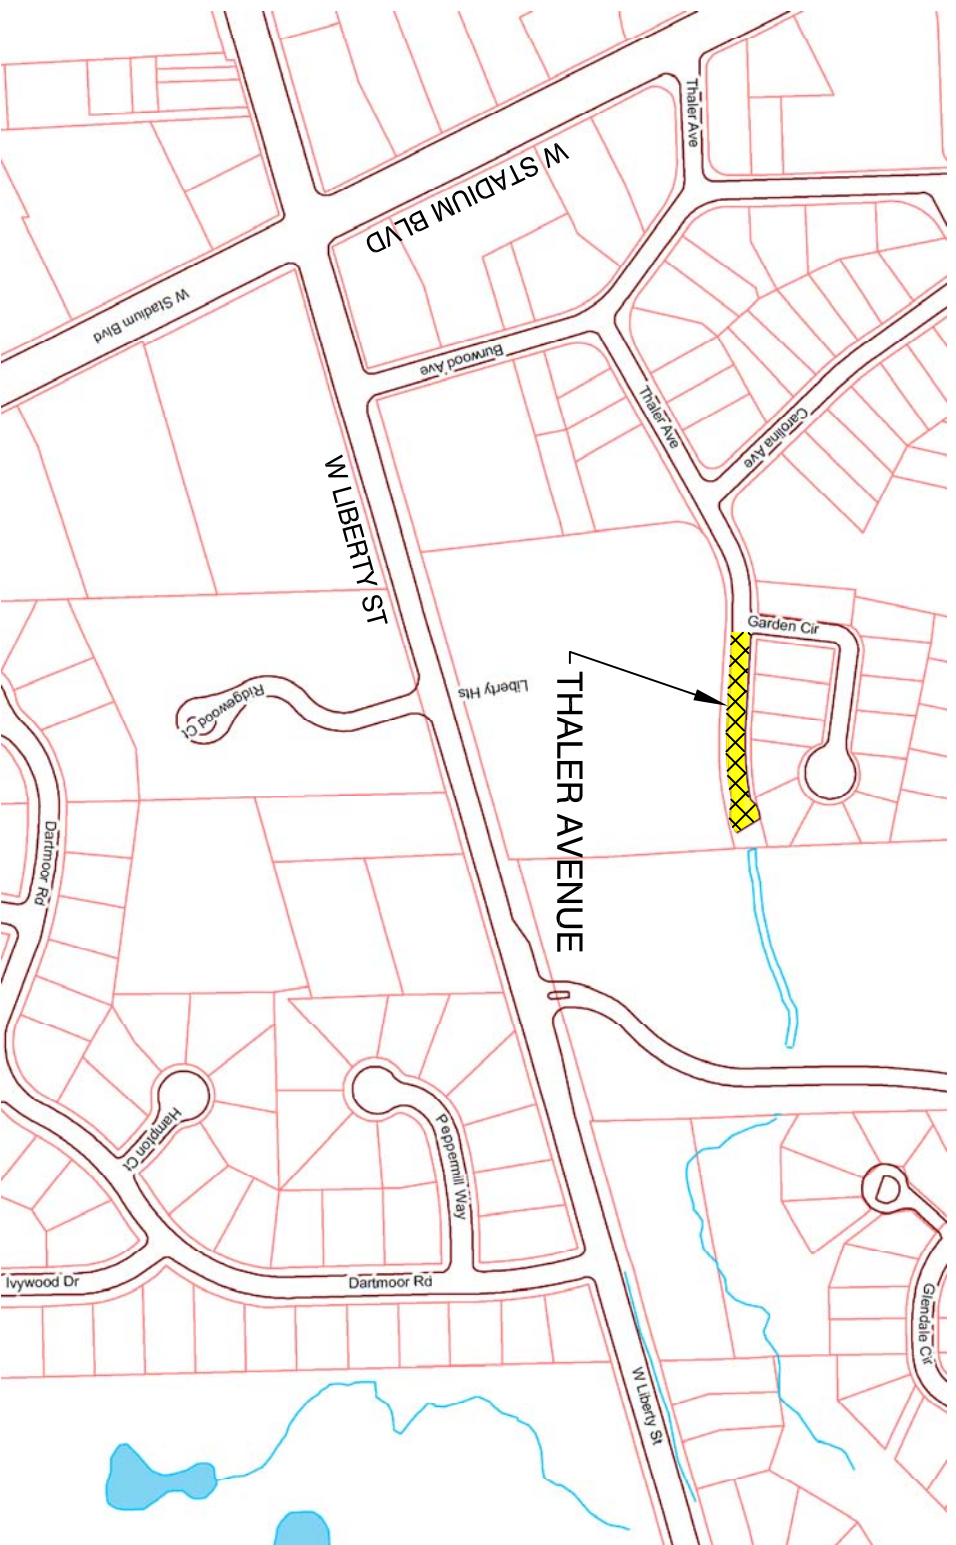 Thaler Ave
W STADIUM BLVD
W Stadium Blvd
Burwood Ave
Thaler Ave
Carolina Ave
W LIBERTY ST
Garden Cir
Liberty Hts
Ridgewood Ct
THALER AVENUE
Dartmoor Rd
Hampton Ct
Peppermill Way
Ivywood Dr
Dartmoor Rd
Glendale Cir
W Liberty St